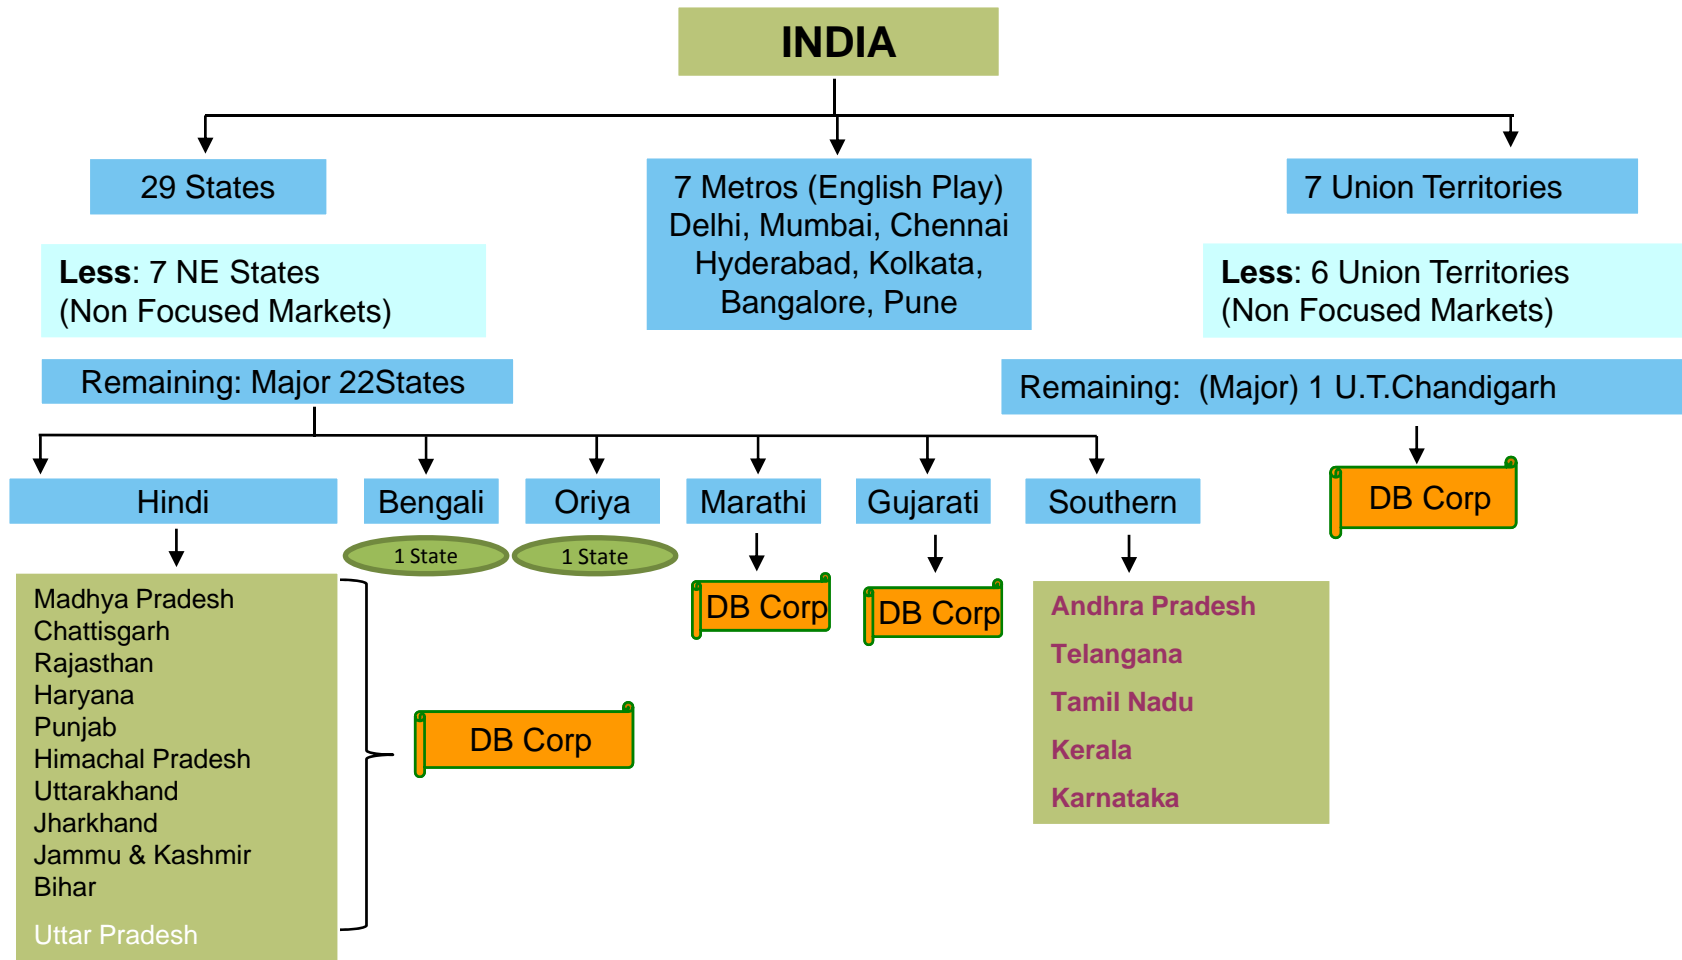 INDIA
29 States
7 Metros (English Play)
Delhi, Mumbai, Chennai
Hyderabad, Kolkata,
Bangalore, Pune
7 Union Territories
Less: 7 NE States
(Non Focused Markets)
Less: 6 Union Territories
(Non Focused Markets)
Remaining: Major 22States
Remaining:  (Major) 1 U.T.Chandigarh
Hindi
Bengali
Oriya
Marathi
Gujarati
Southern
DB Corp
1 State
1 State
DB Corp
DB Corp
Madhya Pradesh
Chattisgarh
Rajasthan
Haryana
Punjab
Himachal Pradesh
Uttarakhand
Jharkhand
Jammu & Kashmir
Bihar
Uttar Pradesh
DB Corp
Andhra Pradesh
Telangana
Tamil Nadu
Kerala
Karnataka